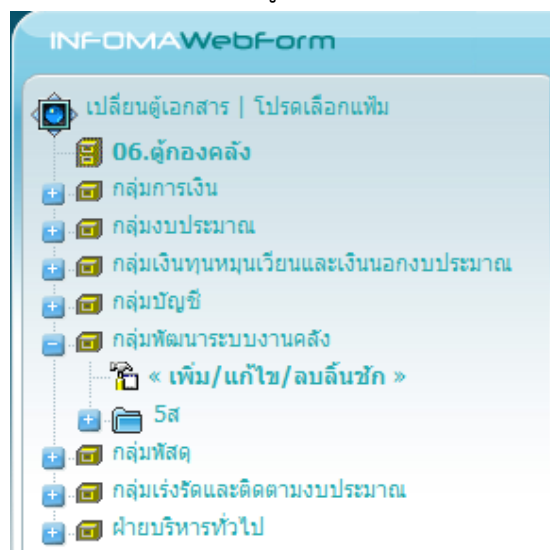 INFOMAWebForm
เปลี่ยนตู้เอกสาร | โปรดเลือกแฟ้ม
06.ตู้กองคลัง
กลุ่มการเงิน
กลุ่มงบประมาณ
กลุ่มเงินทุนหมุนเวียนและเงินนอกงบประมาณ
กลุ่มบัญชี
กลุ่มพัฒนาระบบงานคลัง
« เพิ่ม/แก้ไข/ลบลิ้นชัก »
5ส
กลุ่มพัสดุ
กลุ่มเร่งรัดและติดตามงบประมาณ
ฝ่ายบริหารทั่วไป